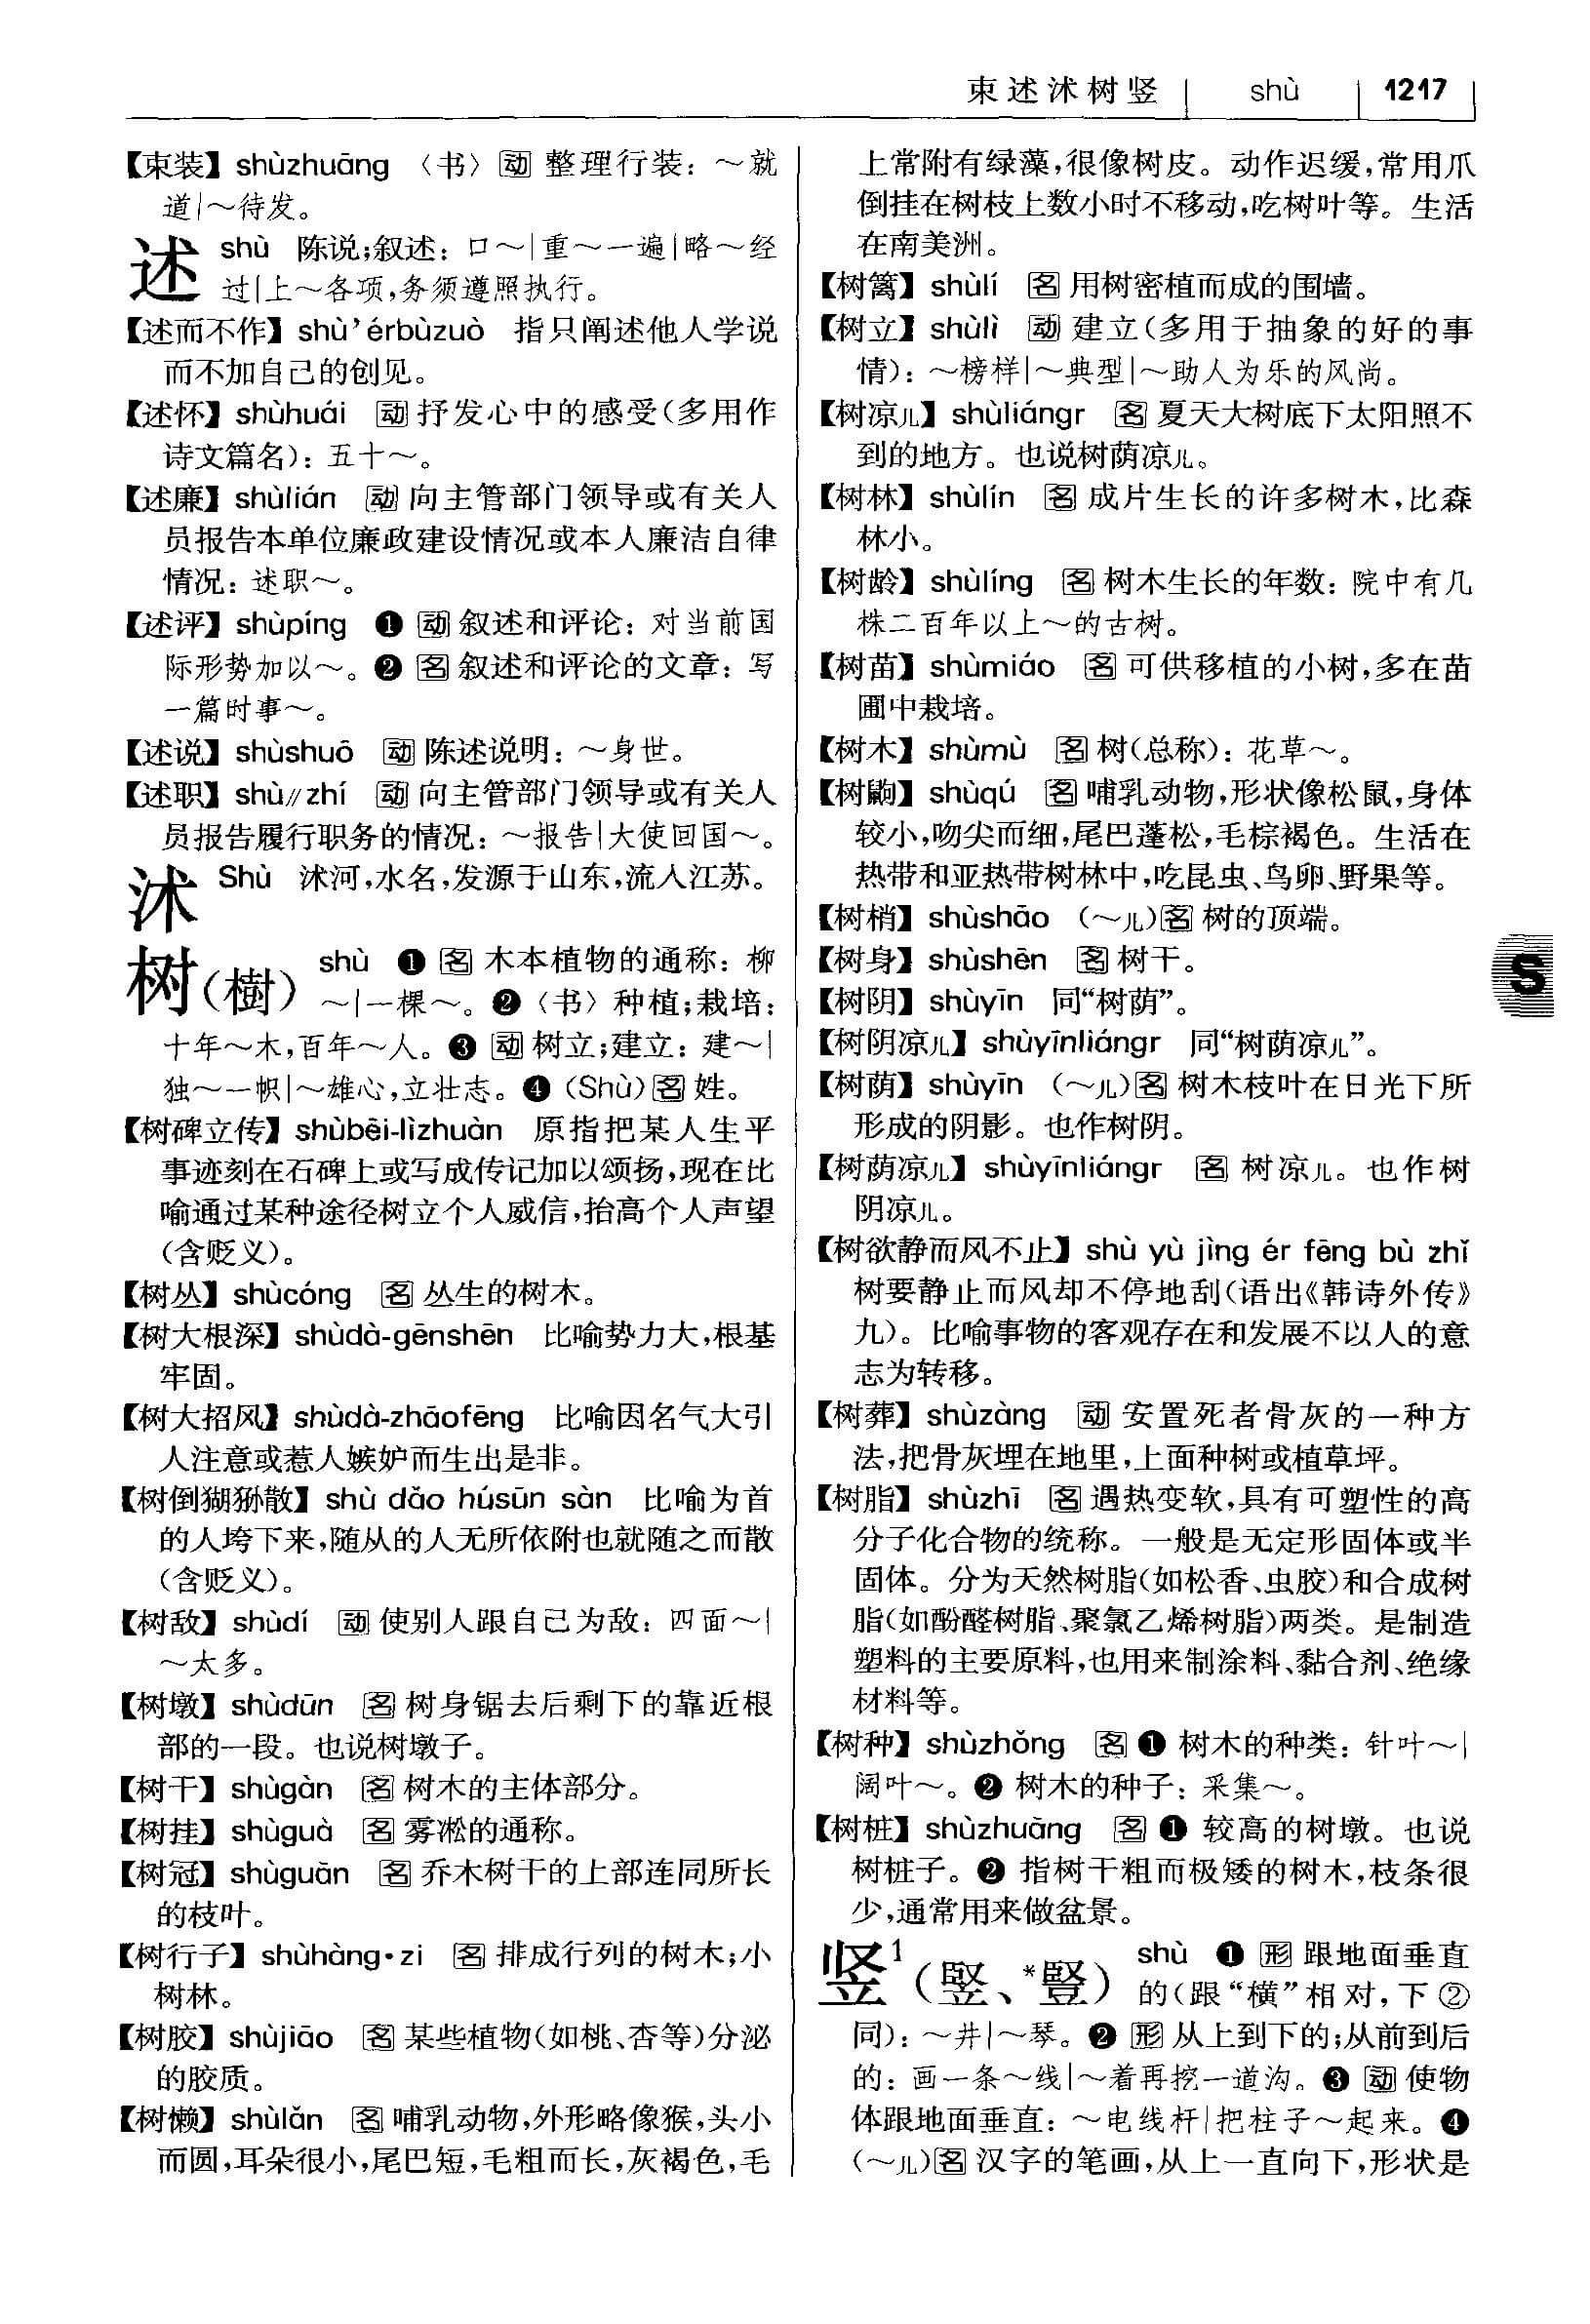 束述沭树竖 shù 1217
【束装】 shùzhuāng 〈书〉动 整理行装：～就
道|～待发。
述 shù 陈说；叙述：口～|重～一遍|略～经
过|上～各项，务须遵照执行。
【述而不作】 shù’érbùzuò 指只阐述他人学说
而不加自己的创见。
【述怀】 shùhuái 动 抒发心中的感受（多用作
诗文篇名）：五十～。
【述廉】 shùlián 动 向主管部门领导或有关人
员报告本单位廉政建设情况或本人廉洁自律
情况：述职～。
【述评】 shùpíng ❶ 动 叙述和评论：对当前国
际形势加以～。❷ 名 叙述和评论的文章：写
一篇时事～。
【述说】 shùshuō 动 陈述说明：～身世。
【述职】 shù//zhí 动 向主管部门领导或有关人
员报告履行职务的情况：～报告|大使回国～。
沭 Shù 沭河，水名，发源于山东，流入江苏。
树（樹） shù ❶ 名 木本植物的通称：柳
～|一棵～。❷〈书〉种植；栽培：
十年～木，百年～人。❸ 动 树立；建立：建～|
独～一帜|～雄心，立壮志。❹（Shù）名 姓。
【树碑立传】 shùbēi-lìzhuàn 原指把某人生平
事迹刻在石碑上或写成传记加以颂扬，现在比
喻通过某种途径树立个人威信，抬高个人声望
（含贬义）。
【树丛】 shùcóng 名 丛生的树木。
【树大根深】 shùdà-gēnshēn 比喻势力大，根基
牢固。
【树大招风】 shùdà-zhāofēng 比喻因名气大引
人注意或惹人嫉妒而生出是非。
【树倒猢狲散】 shù dǎo húsūn sàn 比喻为首
的人垮下来，随从的人无所依附也就随之而散
（含贬义）。
【树敌】 shùdí 动 使别人跟自己为敌：四面～|
～太多。
【树墩】 shùdūn 名 树身锯去后剩下的靠近根
部的一段。也说树墩子。
【树干】 shùgàn 名 树木的主体部分。
【树挂】 shùguà 名 雾凇的通称。
【树冠】 shùguān 名 乔木树干的上部连同所长
的枝叶。
【树行子】 shùhàng·zi 名 排成行列的树木；小
树林。
【树胶】 shùjiāo 名 某些植物（如桃、杏等）分泌
的胶质。
【树懒】 shùlǎn 名 哺乳动物，外形略像猴，头小
而圆，耳朵很小，尾巴短，毛粗而长，灰褐色，毛
上常附有绿藻，很像树皮。动作迟缓，常用爪
倒挂在树枝上数小时不移动，吃树叶等。生活
在南美洲。
【树篱】 shùlí 名 用树密植而成的围墙。
【树立】 shùlì 动 建立（多用于抽象的好的事
情）：～榜样|～典型|～助人为乐的风尚。
【树凉儿】 shùliángr 名 夏天大树底下太阳照不
到的地方。也说树荫凉儿。
【树林】 shùlín 名 成片生长的许多树木，比森
林小。
【树龄】 shùlíng 名 树木生长的年数：院中有几
株二百年以上～的古树。
【树苗】 shùmiáo 名 可供移植的小树，多在苗
圃中栽培。
【树木】 shùmù 名 树（总称）：花草～。
【树鼩】 shùqú 名 哺乳动物，形状像松鼠，身体
较小，吻尖而细，尾巴蓬松，毛棕褐色。生活在
热带和亚热带树林中，吃昆虫、鸟卵、野果等。
【树梢】 shùshāo （～儿）名 树的顶端。
【树身】 shùshēn 名 树干。
【树阴】 shùyīn 同“树荫”。
【树阴凉儿】 shùyīnliángr 同“树荫凉儿”。
【树荫】 shùyīn （～儿）名 树木枝叶在日光下所
形成的阴影。也作树阴。
【树荫凉儿】 shùyīnliángr 名 树凉儿。也作树
阴凉儿。
【树欲静而风不止】 shù yù jìng ér fēng bù zhǐ
树要静止而风却不停地刮（语出《韩诗外传》
九）。比喻事物的客观存在和发展不以人的意
志为转移。
【树葬】 shùzàng 动 安置死者骨灰的一种方
法，把骨灰埋在地里，上面种树或植草坪。
【树脂】 shùzhī 名 遇热变软，具有可塑性的高
分子化合物的统称。一般是无定形固体或半
固体。分为天然树脂（如松香、虫胶）和合成树
脂（如酚醛树脂、聚氯乙烯树脂）两类。是制造
塑料的主要原料，也用来制涂料、黏合剂、绝缘
材料等。
【树种】 shùzhǒng 名 ❶ 树木的种类：针叶～|
阔叶～。❷ 树木的种子：采集～。
【树桩】 shùzhuāng 名 ❶ 较高的树墩。也说
树桩子。❷ 指树干粗而极矮的树木，枝条很
少，通常用来做盆景。
竖¹（竪、*豎） shù ❶ 形 跟地面垂直
的（跟“横”相对，下②
同）：～井|～琴。❷ 形 从上到下的；从前到后
的：画一条～线|～着再挖一道沟。❸ 动 使物
体跟地面垂直：～电线杆|把柱子～起来。❹
（～儿）名 汉字的笔画，从上一直向下，形状是
S